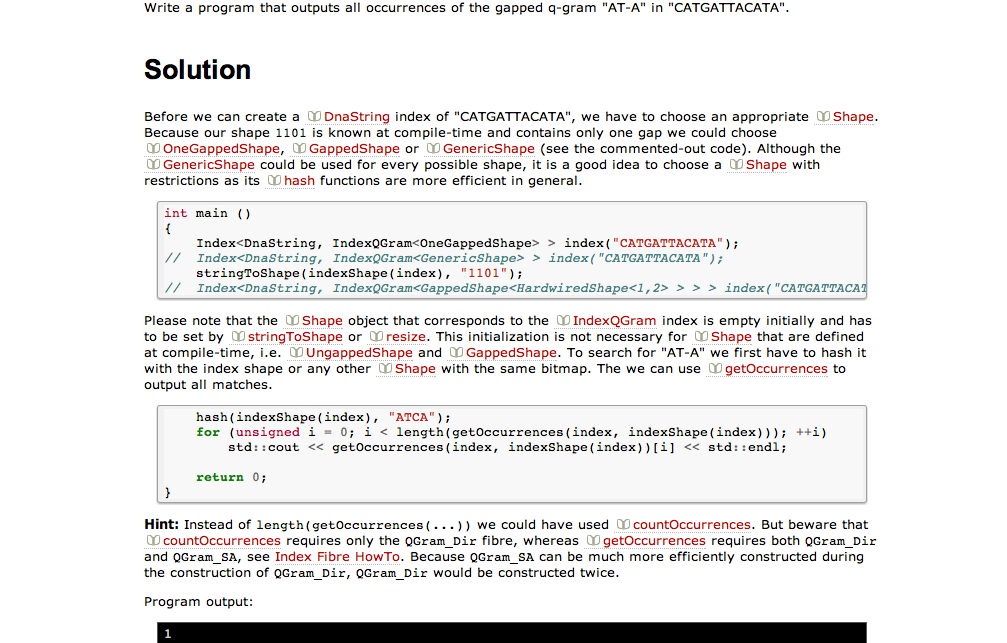 Write a program that outputs all occurrences of the gapped q-gram "AT-A" in "CATGATTACATA".
Solution
Before we can create a DnaString index of "CATGATTACATA", we have to choose an appropriate Shape.
Because our shape 1101 is known at compile-time and contains only one gap we could choose
OneGappedShape, GappedShape or GenericShape (see the commented-out code). Although the
GenericShape could be used for every possible shape, it is a good idea to choose a Shape with
restrictions as its hash functions are more efficient in general.
int main ()
{
    Index<DnaString, IndexQGram<OneGappedShape> > index("CATGATTACATA");
//  Index<DnaString, IndexQGram<GenericShape> > index("CATGATTACATA");
    stringToShape(indexShape(index), "1101");
//  Index<DnaString, IndexQGram<GappedShape<HardwiredShape<1,2> > > > index("CATGATTACAT
Please note that the Shape object that corresponds to the IndexQGram index is empty initially and has
to be set by stringToShape or resize. This initialization is not necessary for Shape that are defined
at compile-time, i.e. UngappedShape and GappedShape. To search for "AT-A" we first have to hash it
with the index shape or any other Shape with the same bitmap. The we can use getOccurrences to
output all matches.
    hash(indexShape(index), "ATCA");
    for (unsigned i = 0; i < length(getOccurrences(index, indexShape(index))); ++i)
        std::cout << getOccurrences(index, indexShape(index))[i] << std::endl;
    return 0;
}
Hint: Instead of length(getOccurrences(...)) we could have used countOccurrences. But beware that
countOccurrences requires only the QGram_Dir fibre, whereas getOccurrences requires both QGram_Dir
and QGram_SA, see Index Fibre HowTo. Because QGram_SA can be much more efficiently constructed during
the construction of QGram_Dir, QGram_Dir would be constructed twice.
Program output:
1